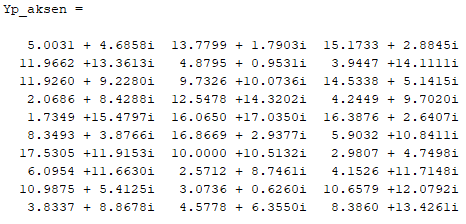 Yp_aksen =
5.0031 + 4.6858i  13.7799 + 1.7903i  15.1733 + 2.8845i
11.9662 +13.3613i   4.8795 + 0.9531i   3.9447 +14.1111i
11.9260 + 9.2280i   9.7326 +10.0736i  14.5338 + 5.1415i
2.0686 + 8.4288i  12.5478 +14.3202i   4.2449 + 9.7020i
1.7349 +15.4797i  16.0650 +17.0350i  16.3876 + 2.6407i
8.3493 + 3.8766i  16.8669 + 2.9377i   5.9032 +10.8411i
17.5305 +11.9153i  10.0000 +10.5132i   2.9807 + 4.7498i
6.0954 +11.6630i   2.5712 + 8.7461i   4.1526 +11.7148i
10.9875 + 5.4125i   3.0736 + 0.6260i  10.6579 +12.0792i
3.8337 + 8.8678i   4.5778 + 6.3550i   8.3860 +13.4261i